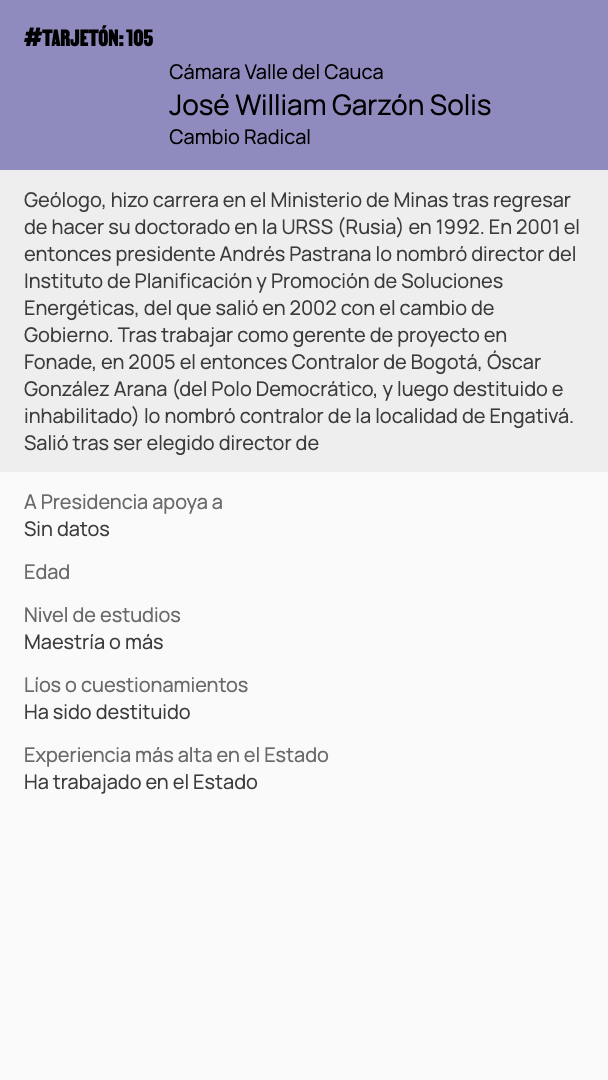 #TARJETÓN: 105
Cámara Valle del Cauca
José William Garzón Solis
Cambio Radical
Geólogo, hizo carrera en el Ministerio de Minas tras regresar
de hacer su doctorado en la URSS (Rusia) en 1992. En 2001 el
entonces presidente Andrés Pastrana lo nombró director del
Instituto de Planificación y Promoción de Soluciones
Energéticas, del que salió en 2002 con el cambio de
Gobierno. Tras trabajar como gerente de proyecto en
Fonade, en 2005 el entonces Contralor de Bogotá, Óscar
González Arana (del Polo Democrático, y luego destituido e
inhabilitado) lo nombró contralor de la localidad de Engativá.
Salió tras ser elegido director de
A Presidencia apoya a
Sin datos
Edad
Nivel de estudios
Maestría o más
Líos o cuestionamientos
Ha sido destituido
Experiencia más alta en el Estado
Ha trabajado en el Estado